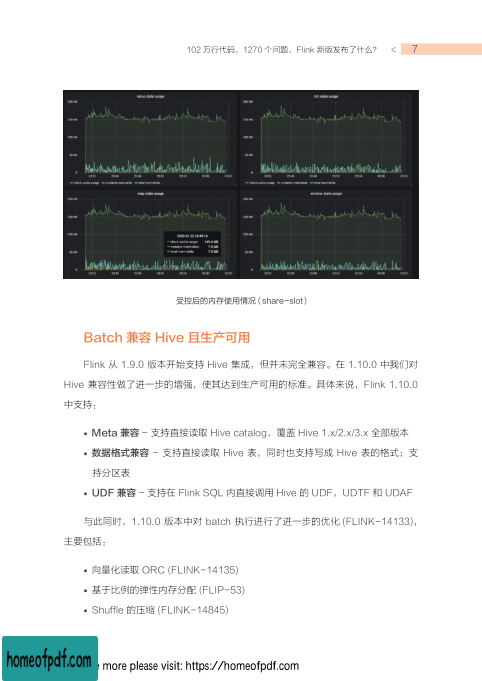 102 万行代码，1270 个问题，Flink 新版发布了什么？ < 7
value state usage
list state usage
map state usage
window state usage
受控后的内存使用情况（share-slot）
Batch 兼容 Hive 且生产可用
Flink 从 1.9.0 版本开始支持 Hive 集成，但并未完全兼容。在 1.10.0 中我们对
Hive 兼容性做了进一步的增强，使其达到生产可用的标准。具体来说，Flink 1.10.0
中支持：
• Meta 兼容 - 支持直接读取 Hive catalog，覆盖 Hive 1.x/2.x/3.x 全部版本
• 数据格式兼容 - 支持直接读取 Hive 表，同时也支持写成 Hive 表的格式；支
持分区表
• UDF 兼容 - 支持在 Flink SQL 内直接调用 Hive 的 UDF，UDTF 和 UDAF
与此同时，1.10.0 版本中对 batch 执行进行了进一步的优化 (FLINK-14133)，
主要包括：
• 向量化读取 ORC (FLINK-14135)
• 基于比例的弹性内存分配 (FLIP-53)
• Shuffle 的压缩 (FLINK-14845)
homeofpdf.com
more please visit: https://homeofpdf.com